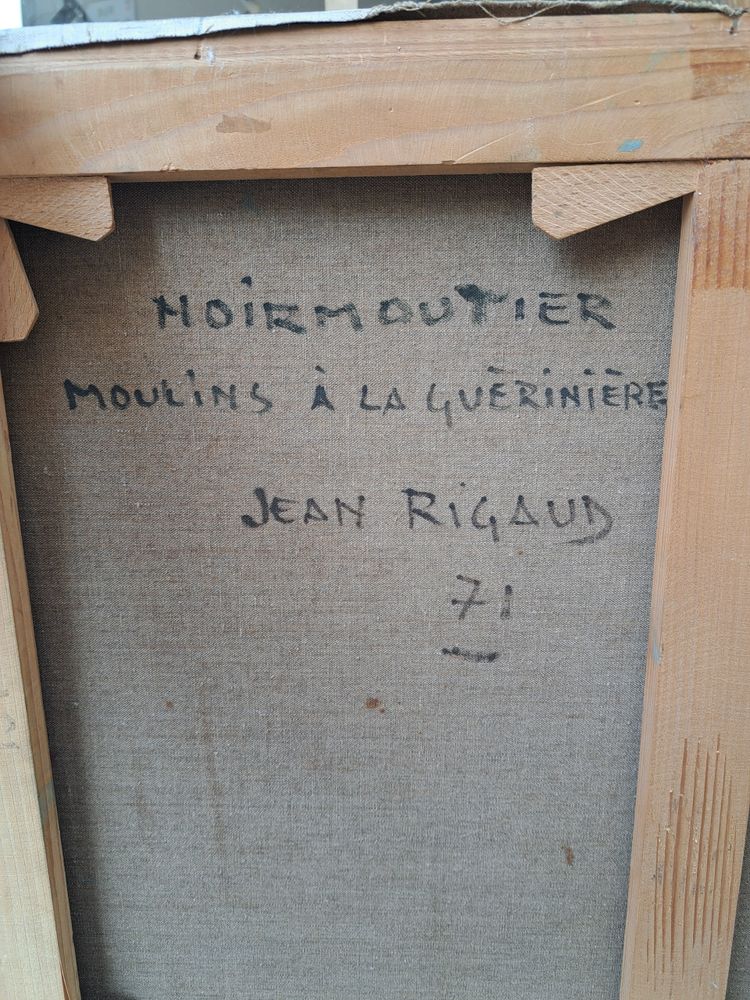 NOIRMOUTIER
MOULINS À LA GUÈRINIÈRE
JEAN RIGAUD
71